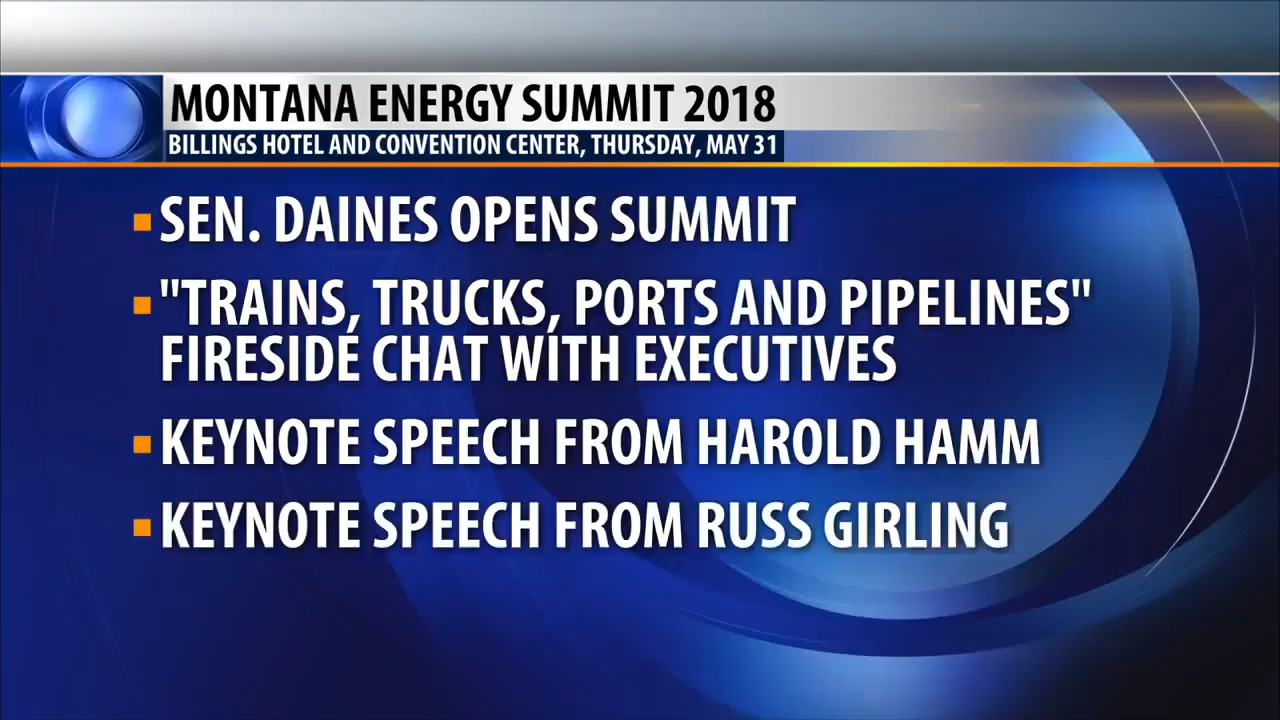 MONTANA ENERGY SUMMIT 2018
BILLINGS HOTEL AND CONVENTION CENTER, THURSDAY, MAY 31
SEN. DAINES OPENS SUMMIT
"TRAINS, TRUCKS, PORTS AND PIPELINES"
FIRESIDE CHAT WITH EXECUTIVES
KEYNOTE SPEECH FROM HAROLD HAMM
KEYNOTE SPEECH FROM RUSS GIRLING